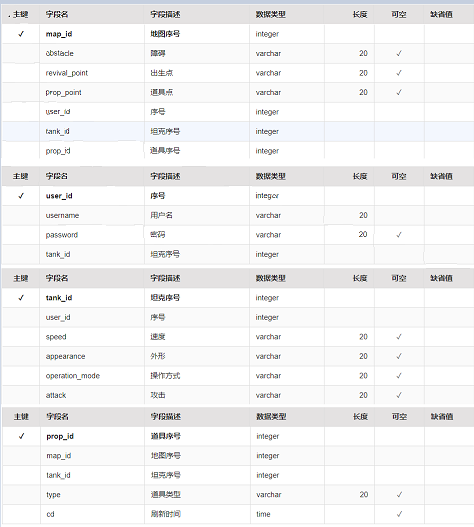 主键 字段名 字段描述 数据类型 长度 可空 缺省值
✓ map_id 地图序号 integer
obstacle 障碍 varchar 20 ✓
revival_point 出生点 varchar 20 ✓
prop_point 道具点 varchar 20 ✓
user_id 序号 integer
tank_id 坦克序号 integer
prop_id 道具序号 integer
主键 字段名 字段描述 数据类型 长度 可空 缺省值
✓ user_id 序号 integer
username 用户名 varchar 20
password 密码 varchar 20 ✓
tank_id 坦克序号 integer
主键 字段名 字段描述 数据类型 长度 可空 缺省值
✓ tank_id 坦克序号 integer
user_id 序号 integer
speed 速度 varchar 20 ✓
appearance 外形 varchar 20 ✓
operation_mode 操作方式 varchar 20 ✓
attack 攻击 varchar 20 ✓
主键 字段名 字段描述 数据类型 长度 可空 缺省值
✓ prop_id 道具序号 integer
map_id 地图序号 integer
tank_id 坦克序号 integer
type 道具类型 varchar 20 ✓
cd 刷新时间 time ✓